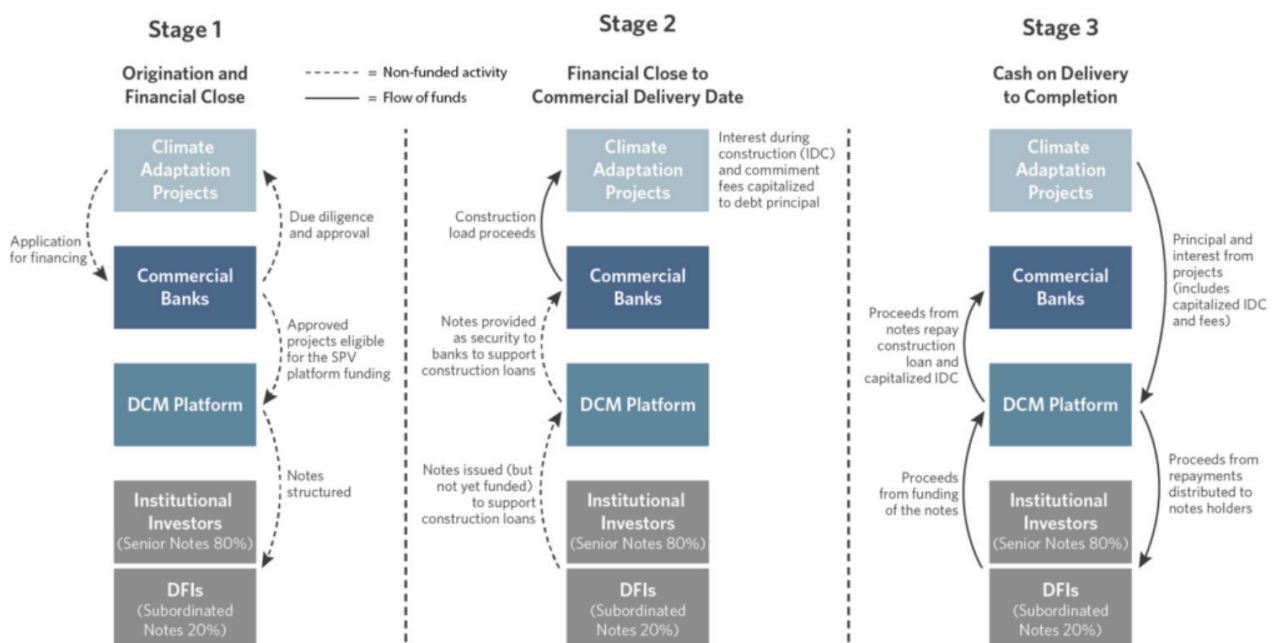 Stage 1
Origination and
Financial Close
= Non-funded activity
= Flow of funds
Climate
Adaptation
Projects
Application
for financing
Due diligence
and approval
Commercial
Banks
Approved
projects eligible
for the SPV
platform funding
DCM Platform
Notes
structured
Institutional
Investors
(Senior Notes 80%)
DFIs
(Subordinated
Notes 20%)
Stage 2
Financial Close to
Commercial Delivery Date
Climate
Adaptation
Projects
Interest during
construction (IDC)
and commiment
fees capitalized
to debt principal
Construction
load proceeds
Commercial
Banks
Notes provided
as security to
banks to support
construction loans
DCM Platform
Notes issued (but
not yet funded)
to support
construction loans
Institutional
Investors
(Senior Notes 80%)
DFIs
(Subordinated
Notes 20%)
Stage 3
Cash on Delivery
to Completion
Climate
Adaptation
Projects
Principal and
interest from
projects
(includes
capitalized IDC
and fees)
Commercial
Banks
Proceeds from
notes repay
construction
loan and
capitalized IDC
DCM Platform
Proceeds
from funding
of the notes
Proceeds from
repayments
distributed to
notes holders
Institutional
Investors
(Senior Notes 80%)
DFIs
(Subordinated
Notes 20%)